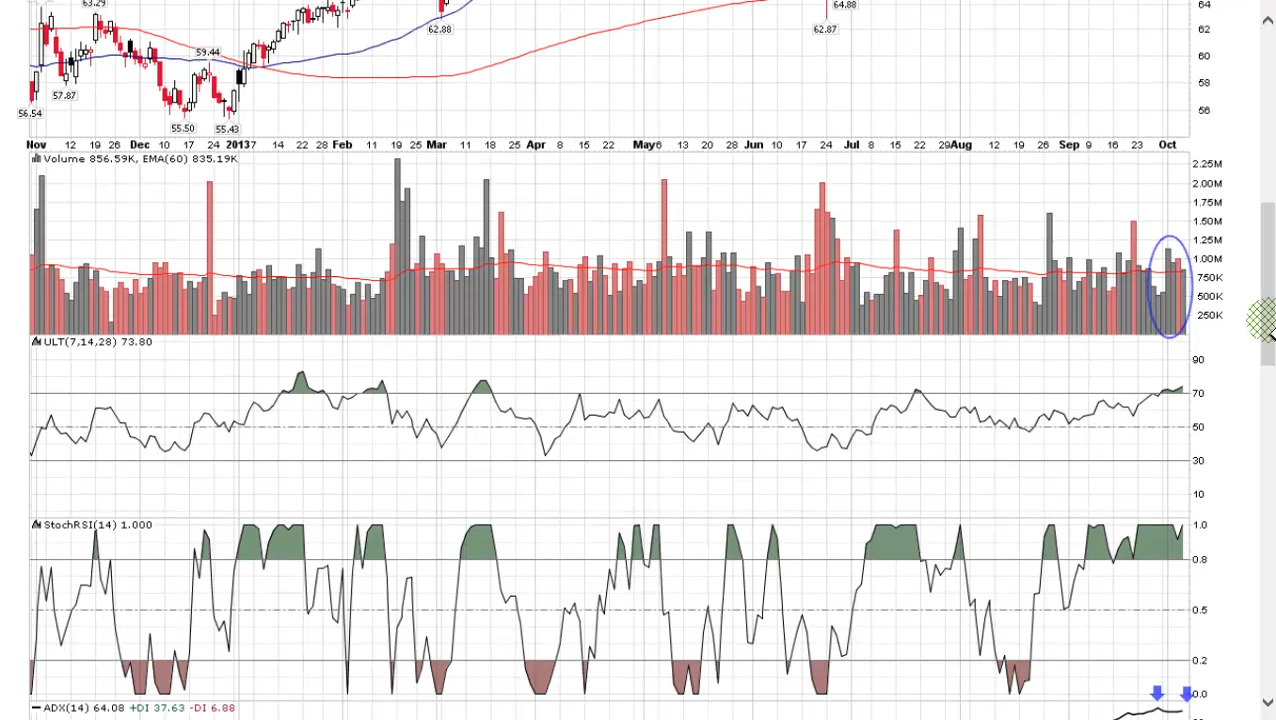 63.29
64.88
64
62.88
62.87
62
59.44
60
57.87
58
56.54
56
55.50
55.43
Nov 12 19 26 Dec 10 17 24 2013 7 14 22 28 Feb 11 19 25 Mar 11 18 25 Apr 8 15 22 May 6 13 20 28 Jun 10 17 24 Jul 8 15 22 29 Aug 12 19 26 Sep 9 16 23 Oct
Volume 856.59K, EMA(60) 835.19K
2.25M
2.00M
1.75M
1.50M
1.25M
1.00M
750K
500K
250K
ULT(7,14,28) 73.80
90
70
50
30
10
StochRSI(14) 1.000
1.0
0.8
0.5
0.2
0.0
ADX(14) 64.08 +DI 37.63 -DI 6.88